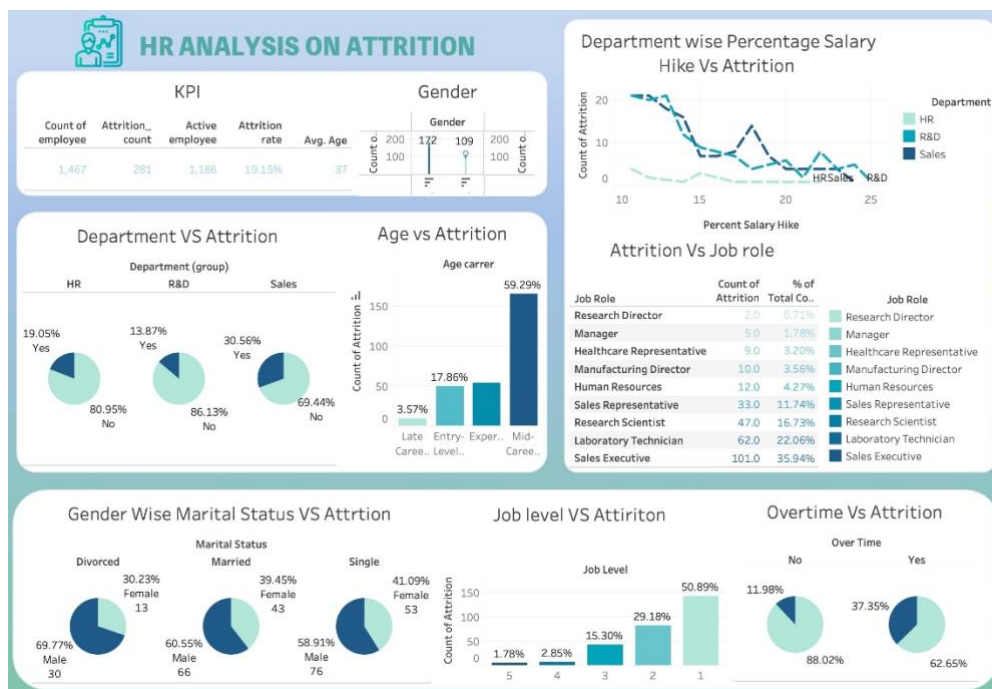 HR ANALYSIS ON ATTRITION
KPI
Count of employee
Attrition_ count
Active employee
Attrition rate
Avg. Age
1,467
281
1,186
19.15%
37
Gender
Gender
Count o..
200
100
172
109
200
100
Count o..
Department wise Percentage Salary
Hike Vs Attrition
Count of Attrition
20
10
0
HR Sales R&D
10
15
20
25
Percent Salary Hike
Department
HR
R&D
Sales
Department VS Attrition
Department (group)
HR
R&D
Sales
19.05%
Yes
80.95%
No
13.87%
Yes
86.13%
No
30.56%
Yes
69.44%
No
Age vs Attrition
Age carrer
Count of Attrition
150
100
50
0
3.57%
17.86%
59.29%
Late Caree..
Entry- Level..
Exper..
Mid- Caree..
Attrition Vs Job role
Job Role
Count of Attrition
% of Total Co..
Research Director 2.0 0.71%
Manager 5.0 1.78%
Healthcare Representative 9.0 3.20%
Manufacturing Director 10.0 3.56%
Human Resources 12.0 4.27%
Sales Representative 33.0 11.74%
Research Scientist 47.0 16.73%
Laboratory Technician 62.0 22.06%
Sales Executive 101.0 35.94%
Job Role
Research Director
Manager
Healthcare Representative
Manufacturing Director
Human Resources
Sales Representative
Research Scientist
Laboratory Technician
Sales Executive
Gender Wise Marital Status VS Attrtion
Marital Status
Divorced
Married
Single
30.23%
Female
13
69.77%
Male
30
39.45%
Female
43
60.55%
Male
66
41.09%
Female
53
58.91%
Male
76
Job level VS Attiriton
Job Level
Count of Attrition
150
100
50
0
1.78%
2.85%
15.30%
29.18%
50.89%
5
4
3
2
1
Overtime Vs Attrition
Over Time
No
Yes
11.98%
88.02%
37.35%
62.65%